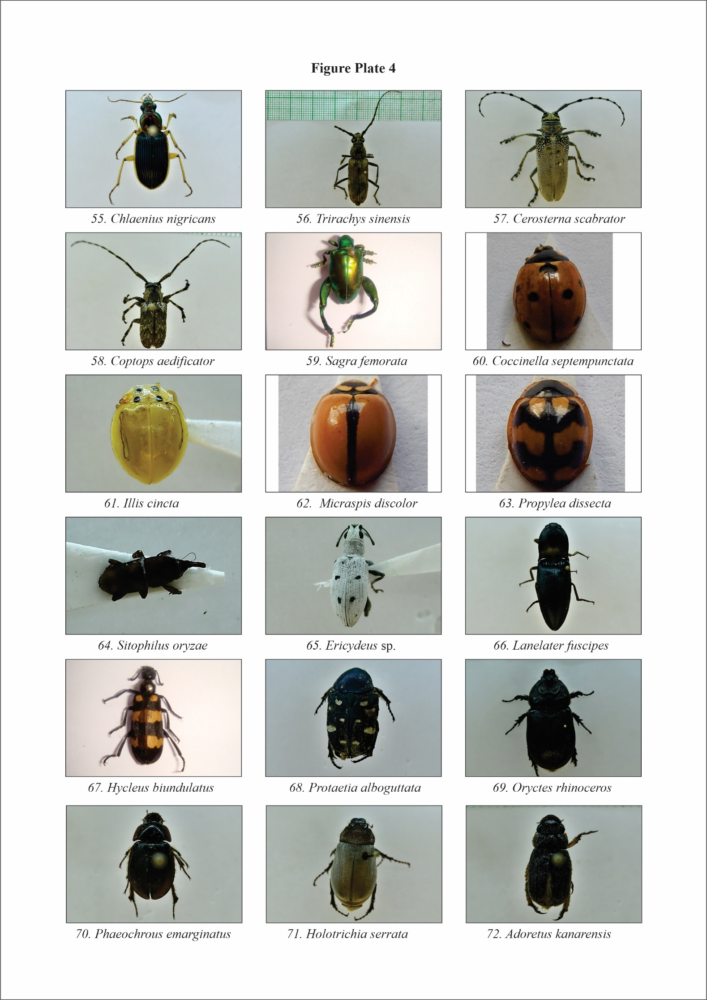 Figure Plate 4
55. Chlaenius nigricans
56. Trirachys sinensis
57. Cerosterna scabrator
58. Coptops aedificator
59. Sagra femorata
60. Coccinella septempunctata
61. Illis cincta
62. Micraspis discolor
63. Propylea dissecta
64. Sitophilus oryzae
65. Ericydeus sp.
66. Lanelater fuscipes
67. Hycleus biundulatus
68. Protaetia alboguttata
69. Oryctes rhinoceros
70. Phaeochrous emarginatus
71. Holotrichia serrata
72. Adoretus kanarensis